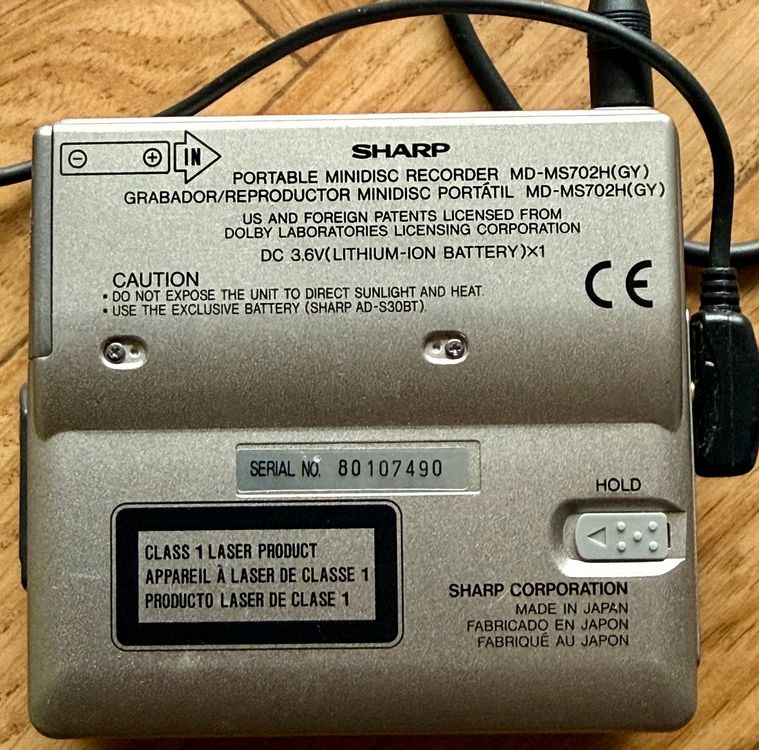 ⊖ ⊕ IN
SHARP
PORTABLE MINIDISC RECORDER MD-MS702H(GY)
GRABADOR/REPRODUCTOR MINIDISC PORTÁTIL MD-MS702H(GY)
US AND FOREIGN PATENTS LICENSED FROM
DOLBY LABORATORIES LICENSING CORPORATION
DC 3.6V(LITHIUM-ION BATTERY)×1
CAUTION
▪ DO NOT EXPOSE THE UNIT TO DIRECT SUNLIGHT AND HEAT.
▪ USE THE EXCLUSIVE BATTERY (SHARP AD-S30BT)
CE
SERIAL NO. 80107490
HOLD
CLASS 1 LASER PRODUCT
APPAREIL À LASER DE CLASSE 1
PRODUCTO LASER DE CLASE 1
SHARP CORPORATION
MADE IN JAPAN
FABRICADO EN JAPON
FABRIQUÉ AU JAPON